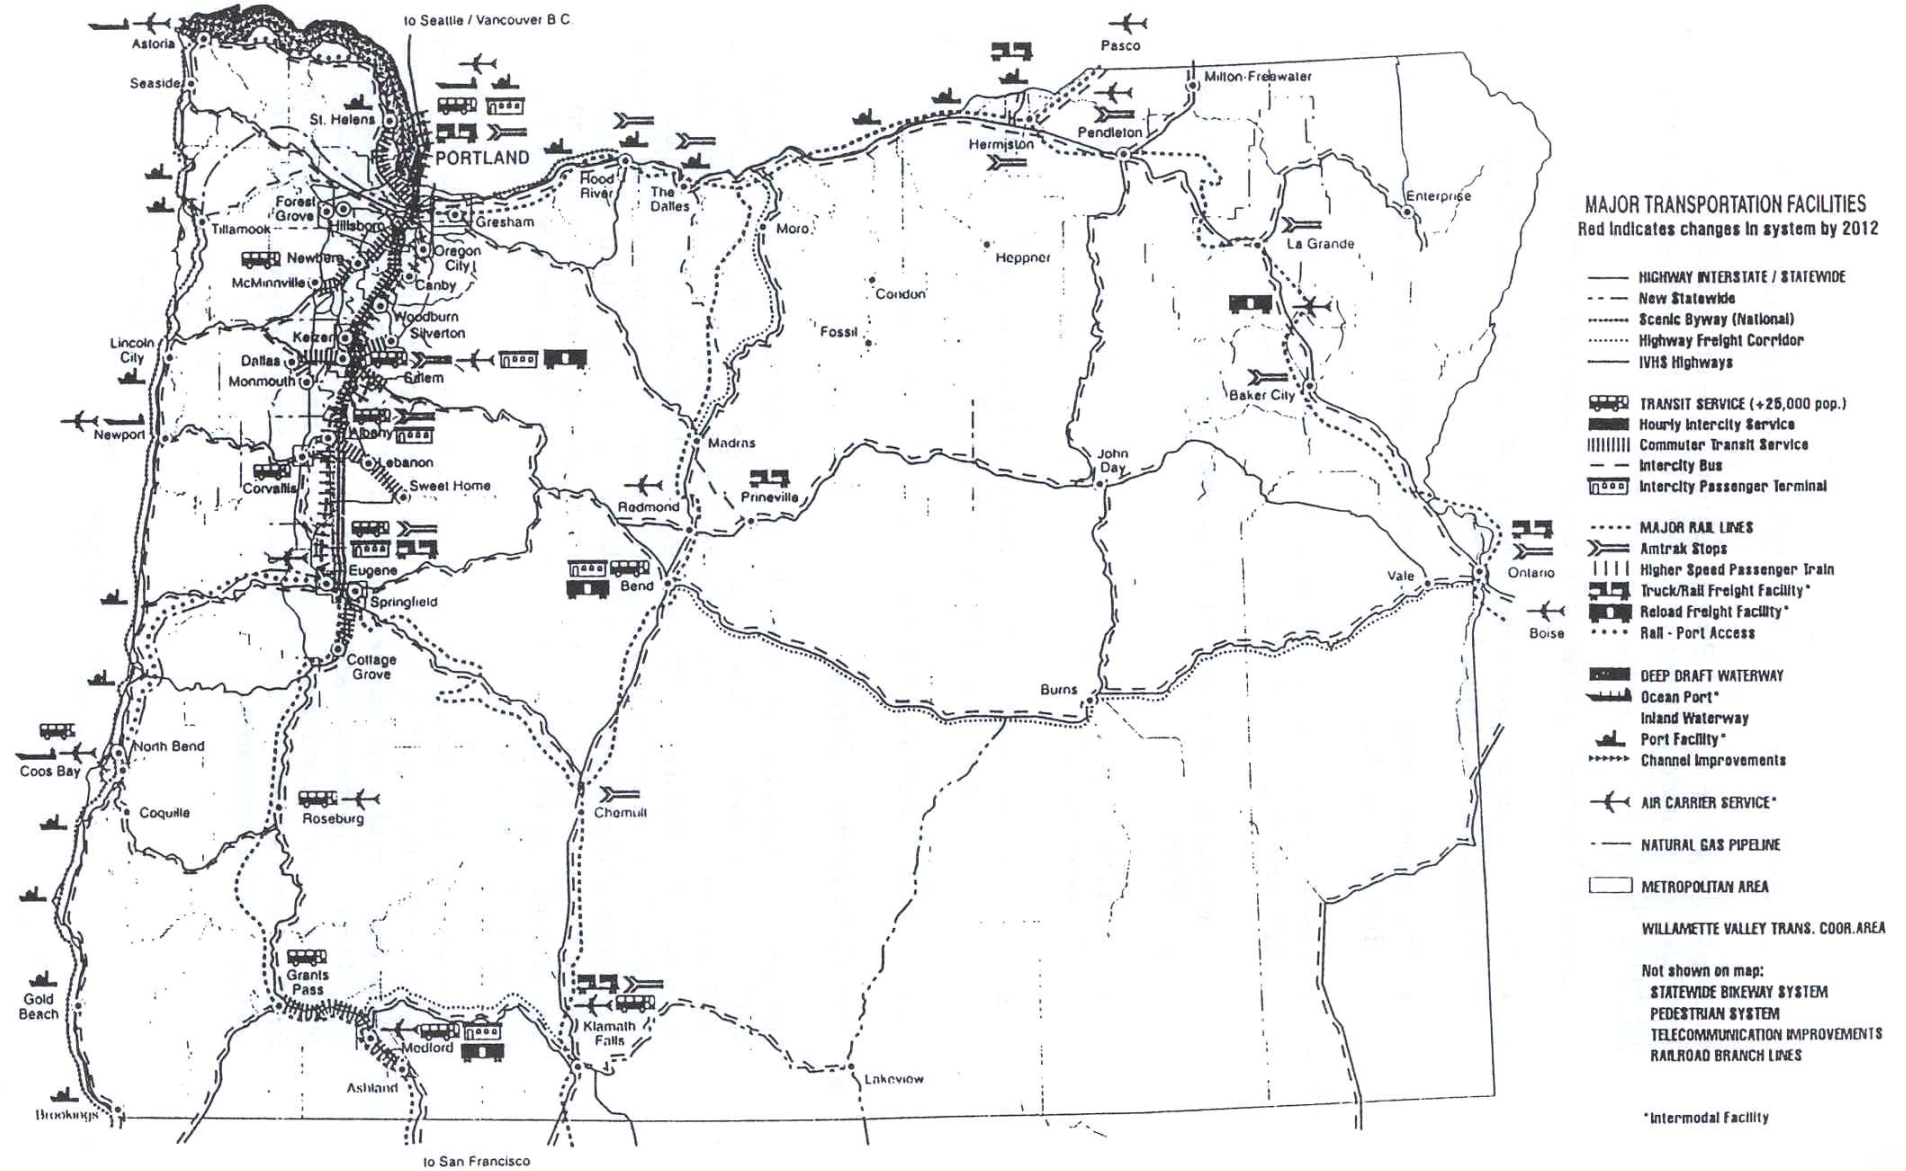 to Seattle / Vancouver B.C.
Astoria
Seaside
St. Helens
PORTLAND
Pasco
Milton-Freewater
Hermiston
Pendleton
Hood
River
The
Dalles
Forest
Grove
Hillsboro
Gresham
Tillamook
Moro
Enterprise
Oregon
City
Newberg
McMinnville
Canby
La Grande
Heppner
Condon
Woodburn
Silverton
Fossil
Keizer
Lincoln
City
Dallas
Monmouth
Salem
Baker City
Newport
Albany
Madras
Lebanon
Corvallis
Sweet Home
John
Day
Redmond
Prineville
Eugene
Springfield
Bend
Vale
Ontario
Boise
Cottage
Grove
Burns
North Bend
Coos Bay
Coquille
Roseburg
Chemult
Grants
Pass
Gold
Beach
Medford
Klamath
Falls
Ashland
Lakeview
Brookings
to San Francisco
MAJOR TRANSPORTATION FACILITIES
Red indicates changes in system by 2012
HIGHWAY INTERSTATE / STATEWIDE
New Statewide
Scenic Byway (National)
Highway Freight Corridor
IVHS Highways
TRANSIT SERVICE (+25,000 pop.)
Hourly Intercity Service
Commuter Transit Service
Intercity Bus
Intercity Passenger Terminal
MAJOR RAIL LINES
Amtrak Stops
Higher Speed Passenger Train
Truck/Rail Freight Facility*
Reload Freight Facility*
Rail - Port Access
DEEP DRAFT WATERWAY
Ocean Port*
Inland Waterway
Port Facility*
Channel Improvements
AIR CARRIER SERVICE*
NATURAL GAS PIPELINE
METROPOLITAN AREA
WILLAMETTE VALLEY TRANS. COOR.AREA
Not shown on map:
STATEWIDE BIKEWAY SYSTEM
PEDESTRIAN SYSTEM
TELECOMMUNICATION IMPROVEMENTS
RAILROAD BRANCH LINES
*Intermodal Facility